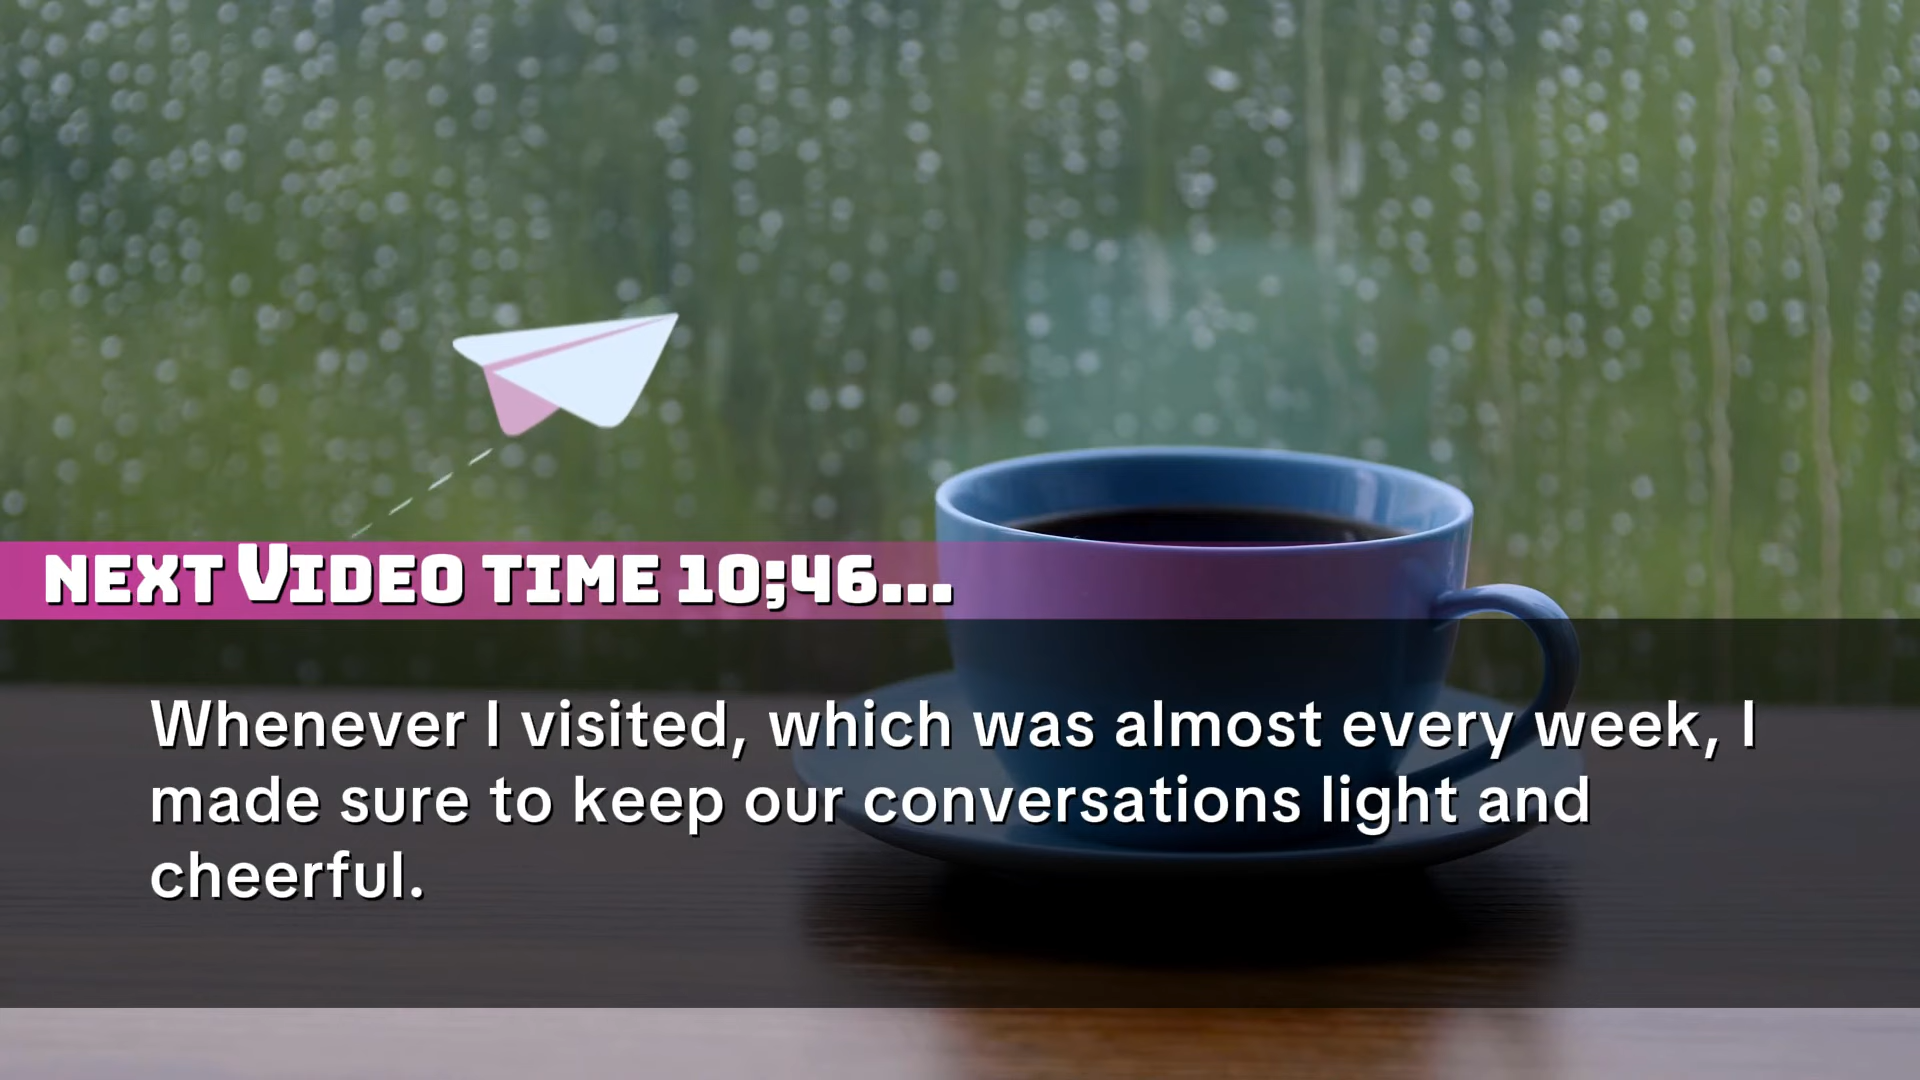 NEXT VIDEO TIME 10;46...
Whenever I visited, which was almost every week, I
made sure to keep our conversations light and
cheerful.